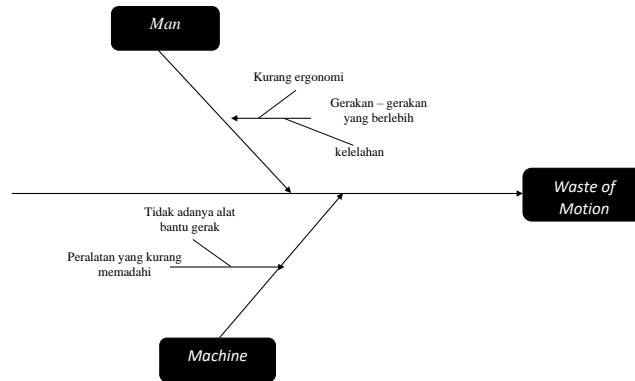 Man
Kurang ergonomi
Gerakan – gerakan
yang berlebih
kelelahan
Waste of
Motion
Tidak adanya alat
bantu gerak
Peralatan yang kurang
memadahi
Machine